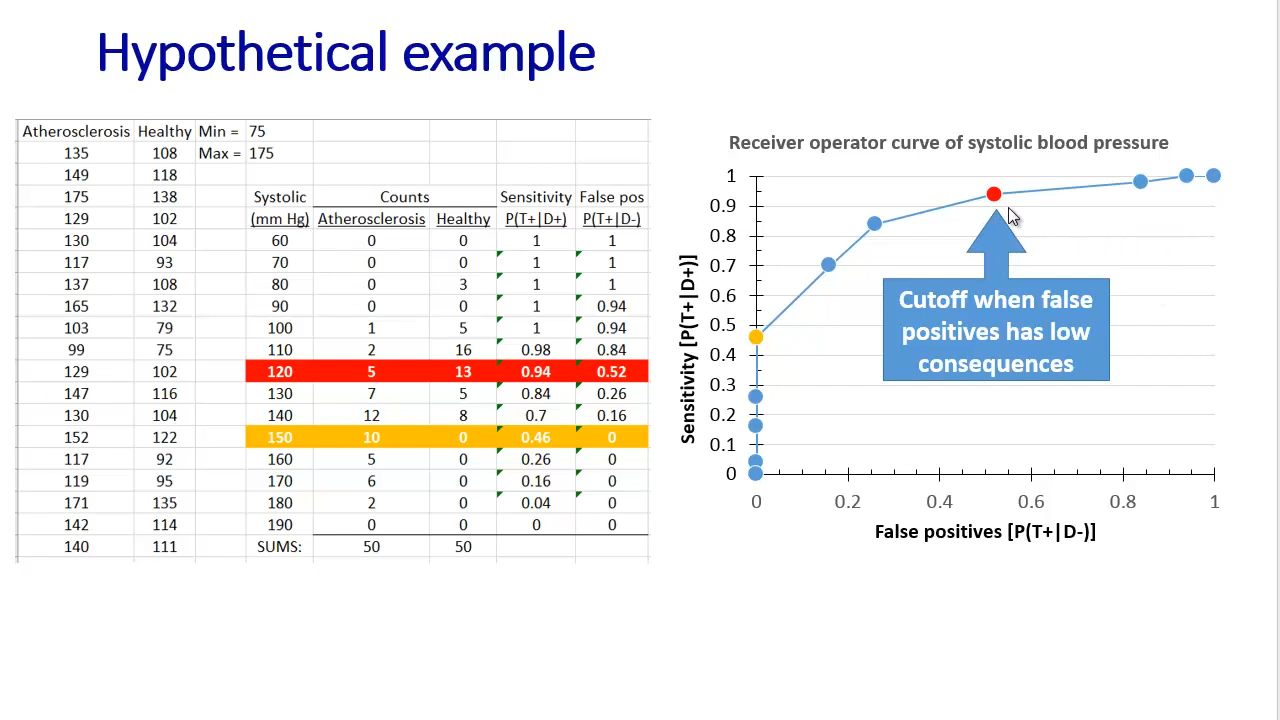 Hypothetical example
Atherosclerosis Healthy Min = 75
135 108 Max = 175
149 118
175 138 Systolic Counts Sensitivity False pos
129 102 (mm Hg) Atherosclerosis Healthy P(T+|D+) P(T+|D-)
130 104 60 0 0 1 1
117 93 70 0 0 1 1
137 108 80 0 3 1 1
165 132 90 0 0 1 0.94
103 79 100 1 5 1 0.94
99 75 110 2 16 0.98 0.84
129 102 120 5 13 0.94 0.52
147 116 130 7 5 0.84 0.26
130 104 140 12 8 0.7 0.16
152 122 150 10 0 0.46 0
117 92 160 5 0 0.26 0
119 95 170 6 0 0.16 0
171 135 180 2 0 0.04 0
142 114 190 0 0 0 0
140 111 SUMS: 50 50
Receiver operator curve of systolic blood pressure
Sensitivity [P(T+|D+)]
1
0.9
0.8
0.7
0.6
0.5
0.4
0.3
0.2
0.1
0
Cutoff when false
positives has low
consequences
0 0.2 0.4 0.6 0.8 1
False positives [P(T+|D-)]